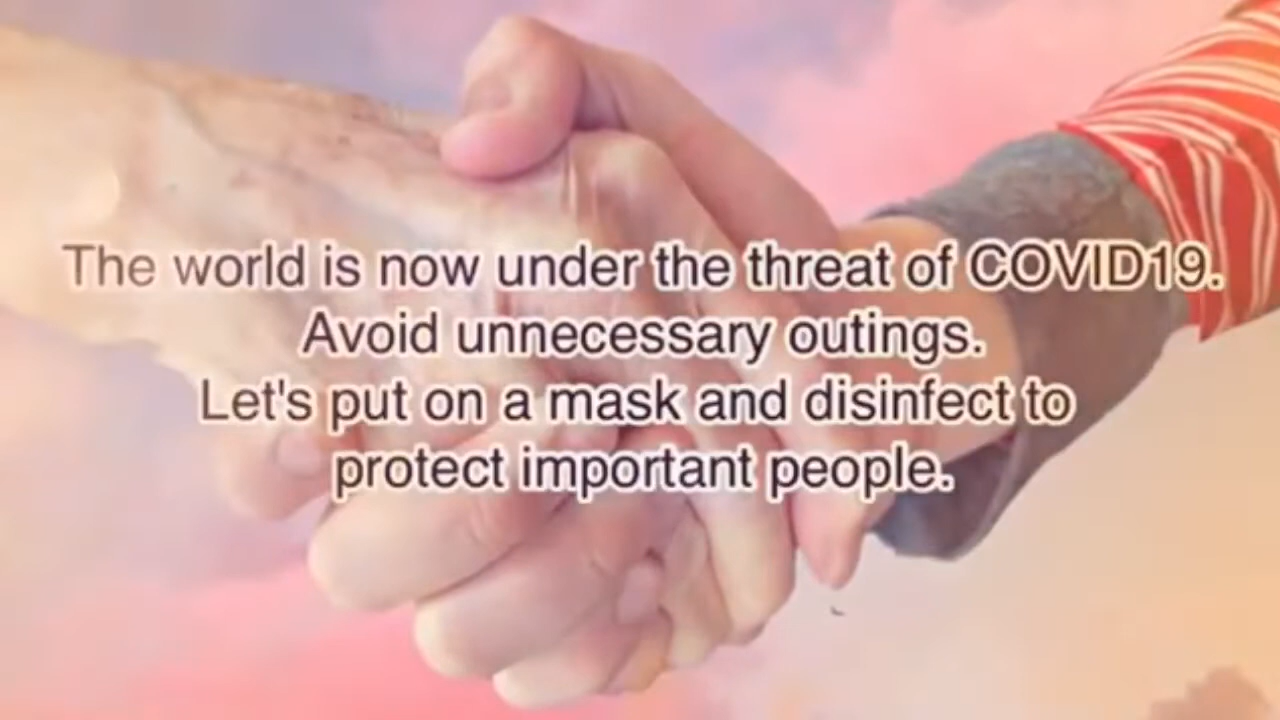 The world is now under the threat of COVID19.
Avoid unnecessary outings.
Let's put on a mask and disinfect to
protect important people.